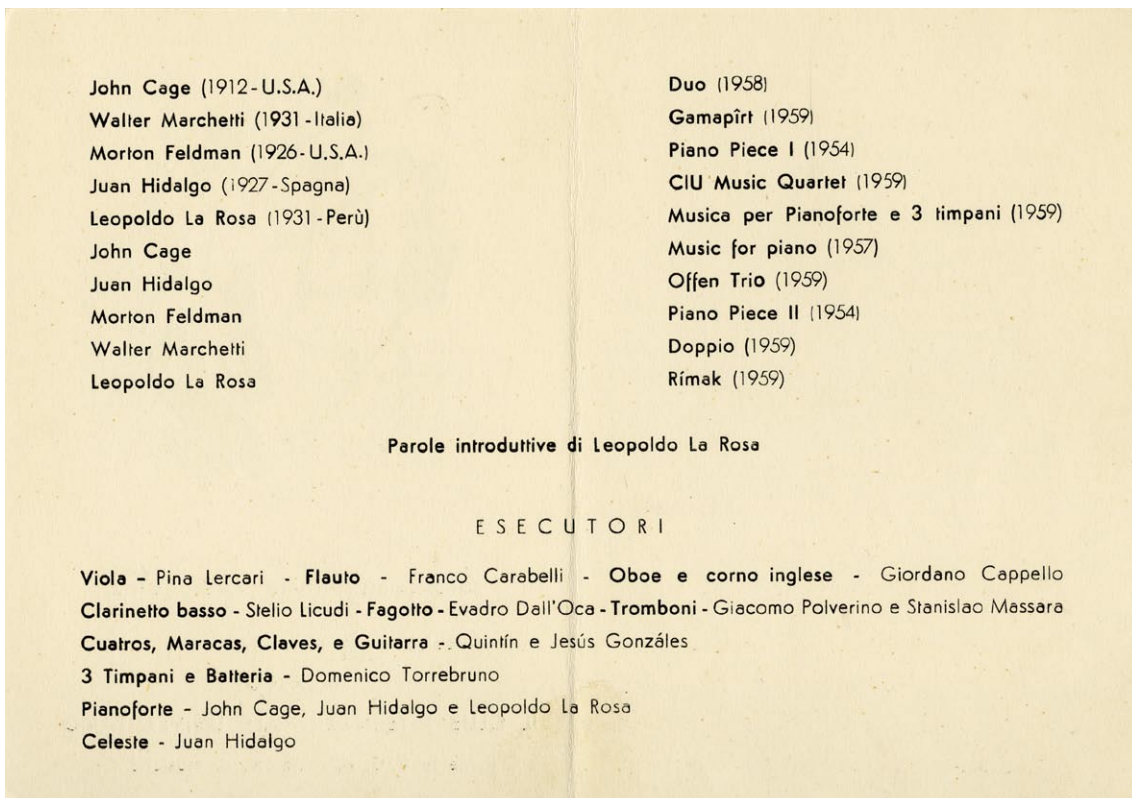 John Cage (1912-U.S.A.) Duo (1958)
Walter Marchetti (1931-Italia) Gamapîrt (1959)
Morton Feldman (1926-U.S.A.) Piano Piece I (1954)
Juan Hidalgo (1927-Spagna) CIU Music Quartet (1959)
Leopoldo La Rosa (1931-Perù) Musica per Pianoforte e 3 timpani (1959)
John Cage Music for piano (1957)
Juan Hidalgo Offen Trio (1959)
Morton Feldman Piano Piece II (1954)
Walter Marchetti Doppio (1959)
Leopoldo La Rosa Rímak (1959)
Parole introduttive di Leopoldo La Rosa
ESECUTORI
Viola - Pina Lercari - Flauto - Franco Carabelli - Oboe e corno inglese - Giordano Cappello
Clarinetto basso - Stelio Licudi - Fagotto - Evadro Dall'Oca - Tromboni - Giacomo Polverino e Stanislao Massara
Cuatros, Maracas, Claves, e Guitarra - Quintín e Jesús Gonzáles
3 Timpani e Batteria - Domenico Torrebruno
Pianoforte - John Cage, Juan Hidalgo e Leopoldo La Rosa
Celeste - Juan Hidalgo